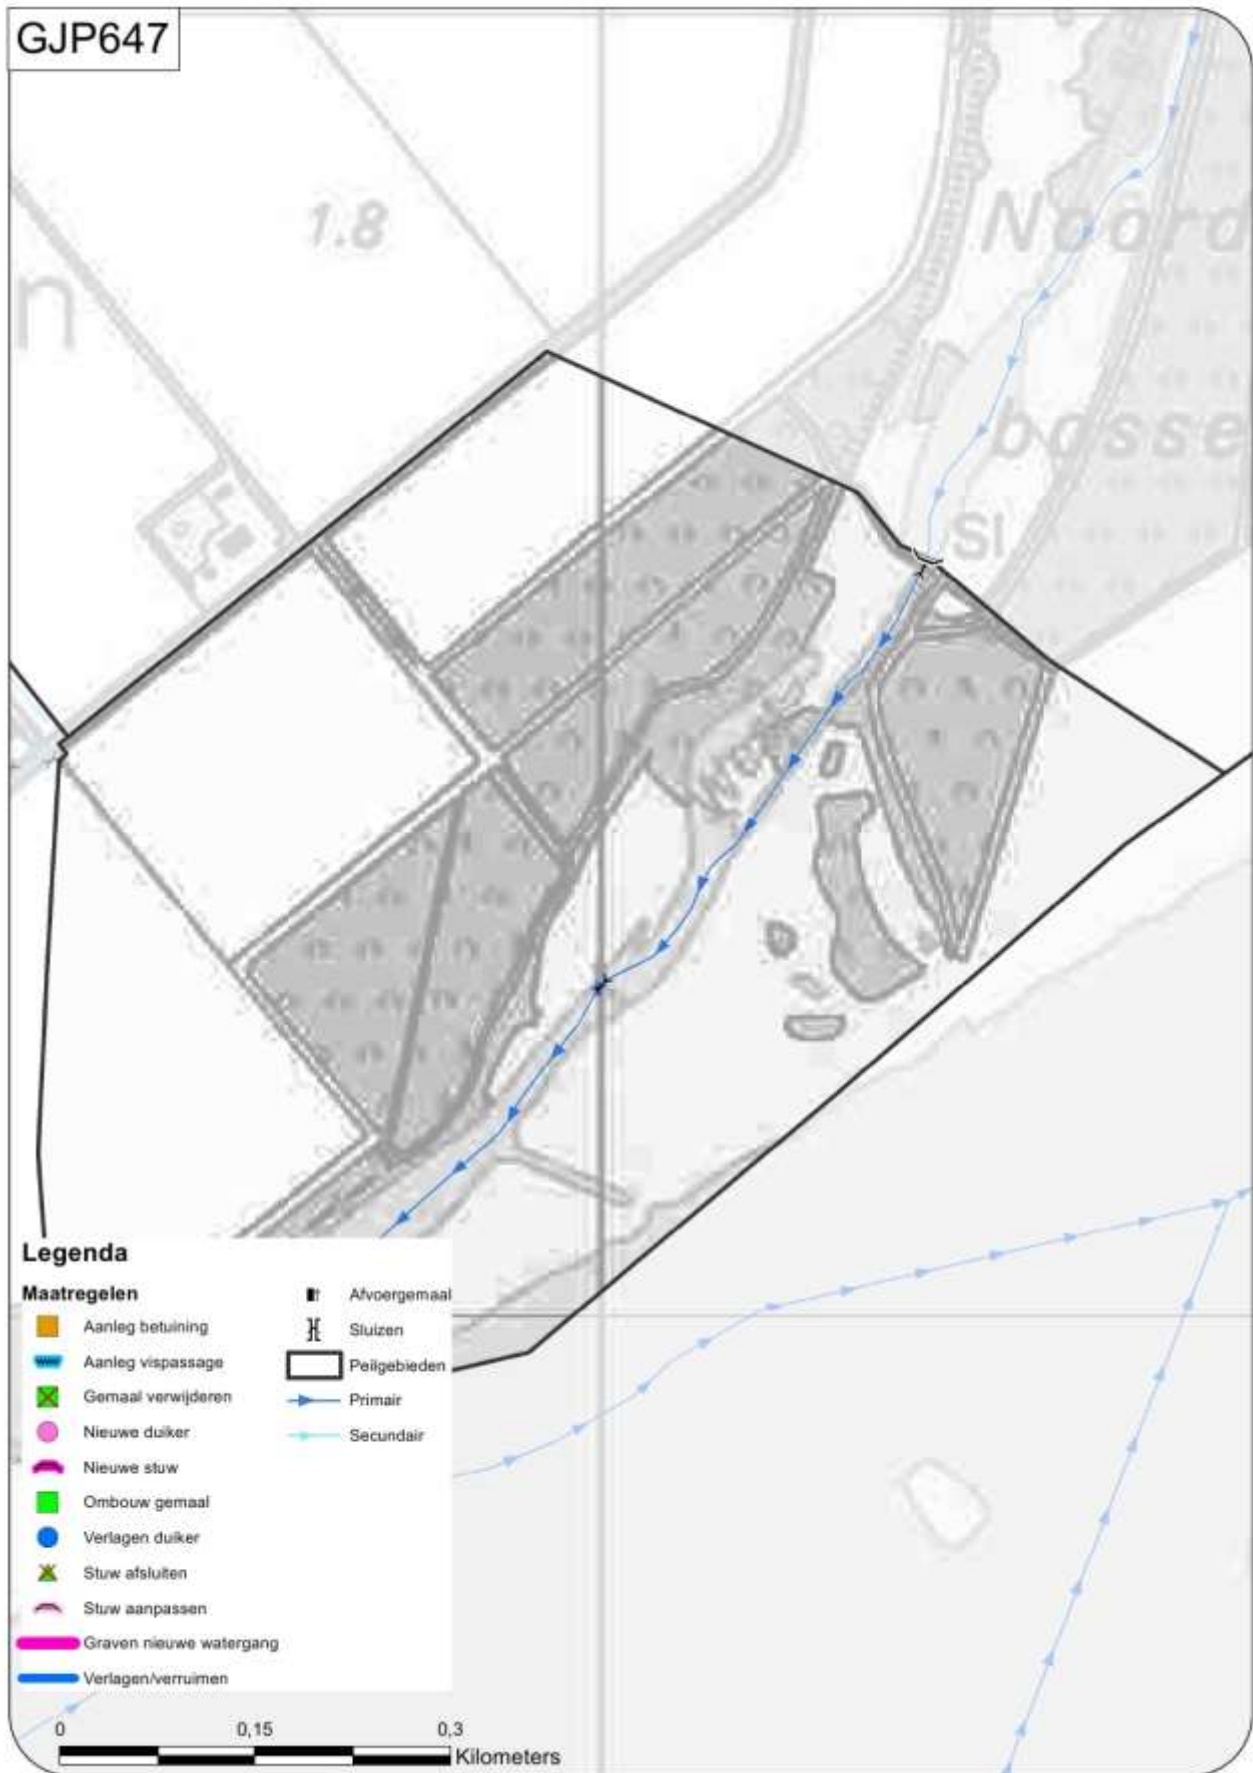 GJP647
1.8
Noord
n
bosse
Sl
Legenda
Maatregelen
Aanleg betuining
Aanleg vispassage
Gemaal verwijderen
Nieuwe duiker
Nieuwe stuw
Ombouw gemaal
Verlagen duiker
Stuw afsluiten
Stuw aanpassen
Graven nieuwe watergang
Verlagen/verruimen
Afvoergemaal
Sluizen
Peilgebieden
Primair
Secundair
0 0,15 0,3
Kilometers